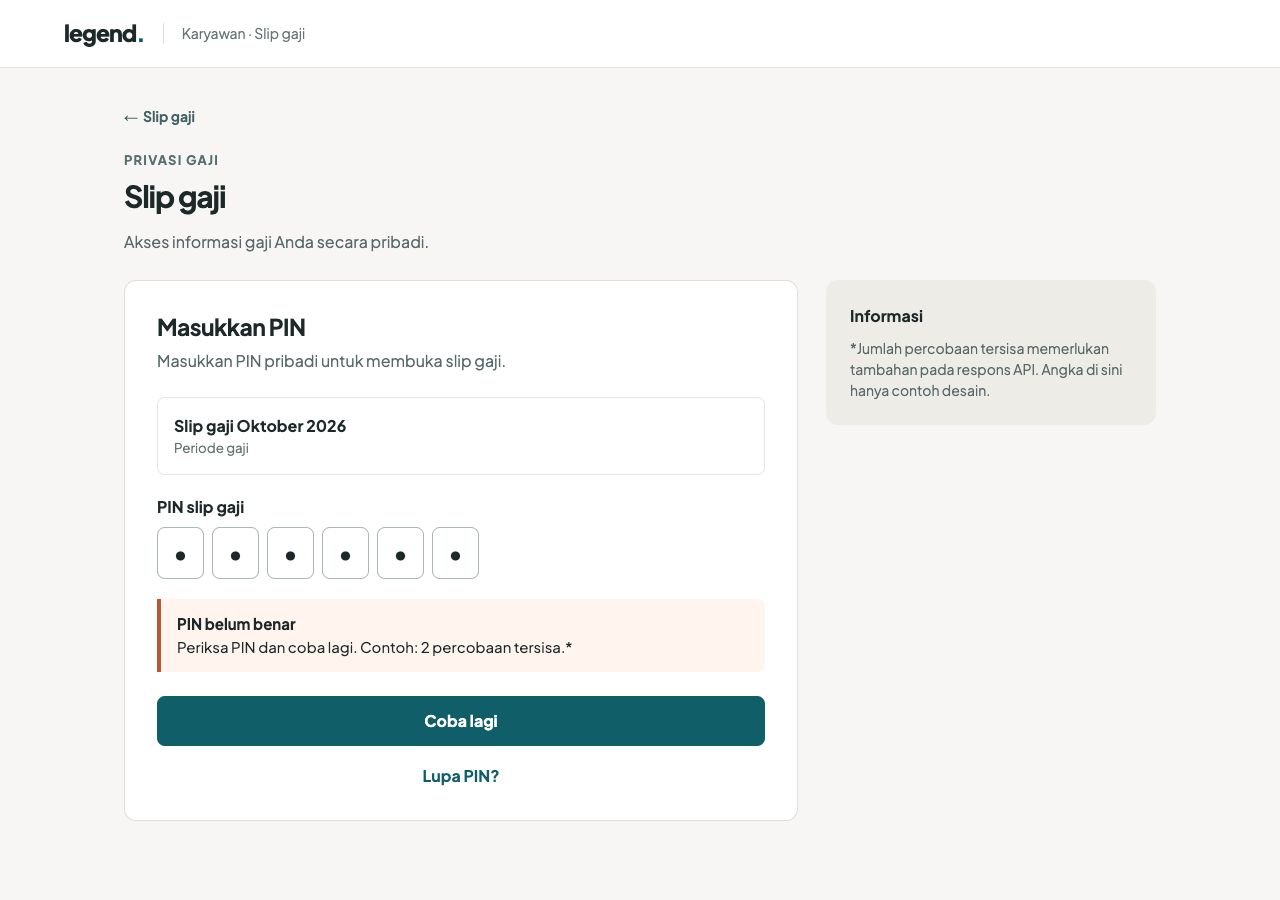 legend.
Karyawan · Slip gaji
← Slip gaji
PRIVASI GAJI
Slip gaji
Akses informasi gaji Anda secara pribadi.
Masukkan PIN
Masukkan PIN pribadi untuk membuka slip gaji.
Slip gaji Oktober 2026
Periode gaji
PIN slip gaji
PIN belum benar
Periksa PIN dan coba lagi. Contoh: 2 percobaan tersisa.*
Coba lagi
Lupa PIN?
Informasi
*Jumlah percobaan tersisa memerlukan
tambahan pada respons API. Angka di sini
hanya contoh desain.